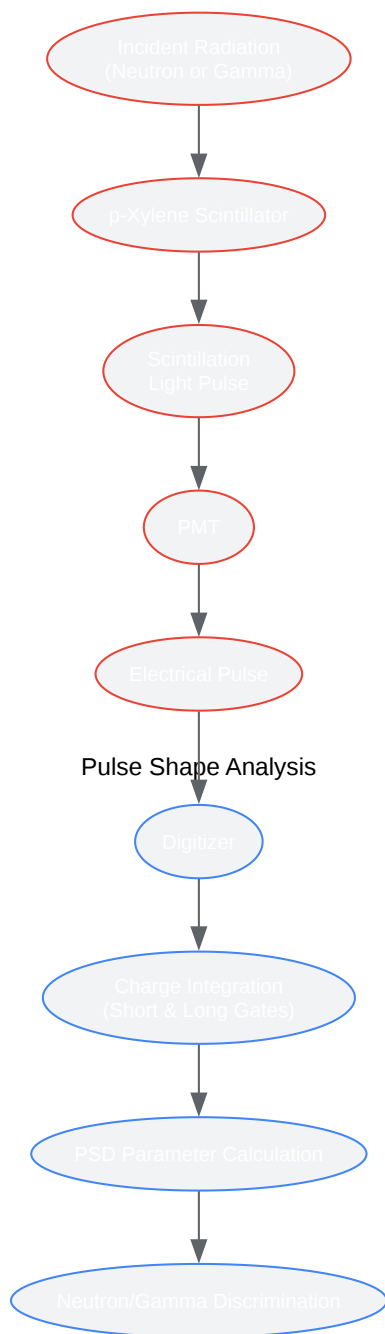 Incident Radiation
(Neutron or Gamma)
p-Xylene Scintillator
Scintillation
Light Pulse
PMT
Electrical Pulse
Pulse Shape Analysis
Digitizer
Charge Integration
(Short & Long Gates)
PSD Parameter Calculation
Neutron/Gamma Discrimination